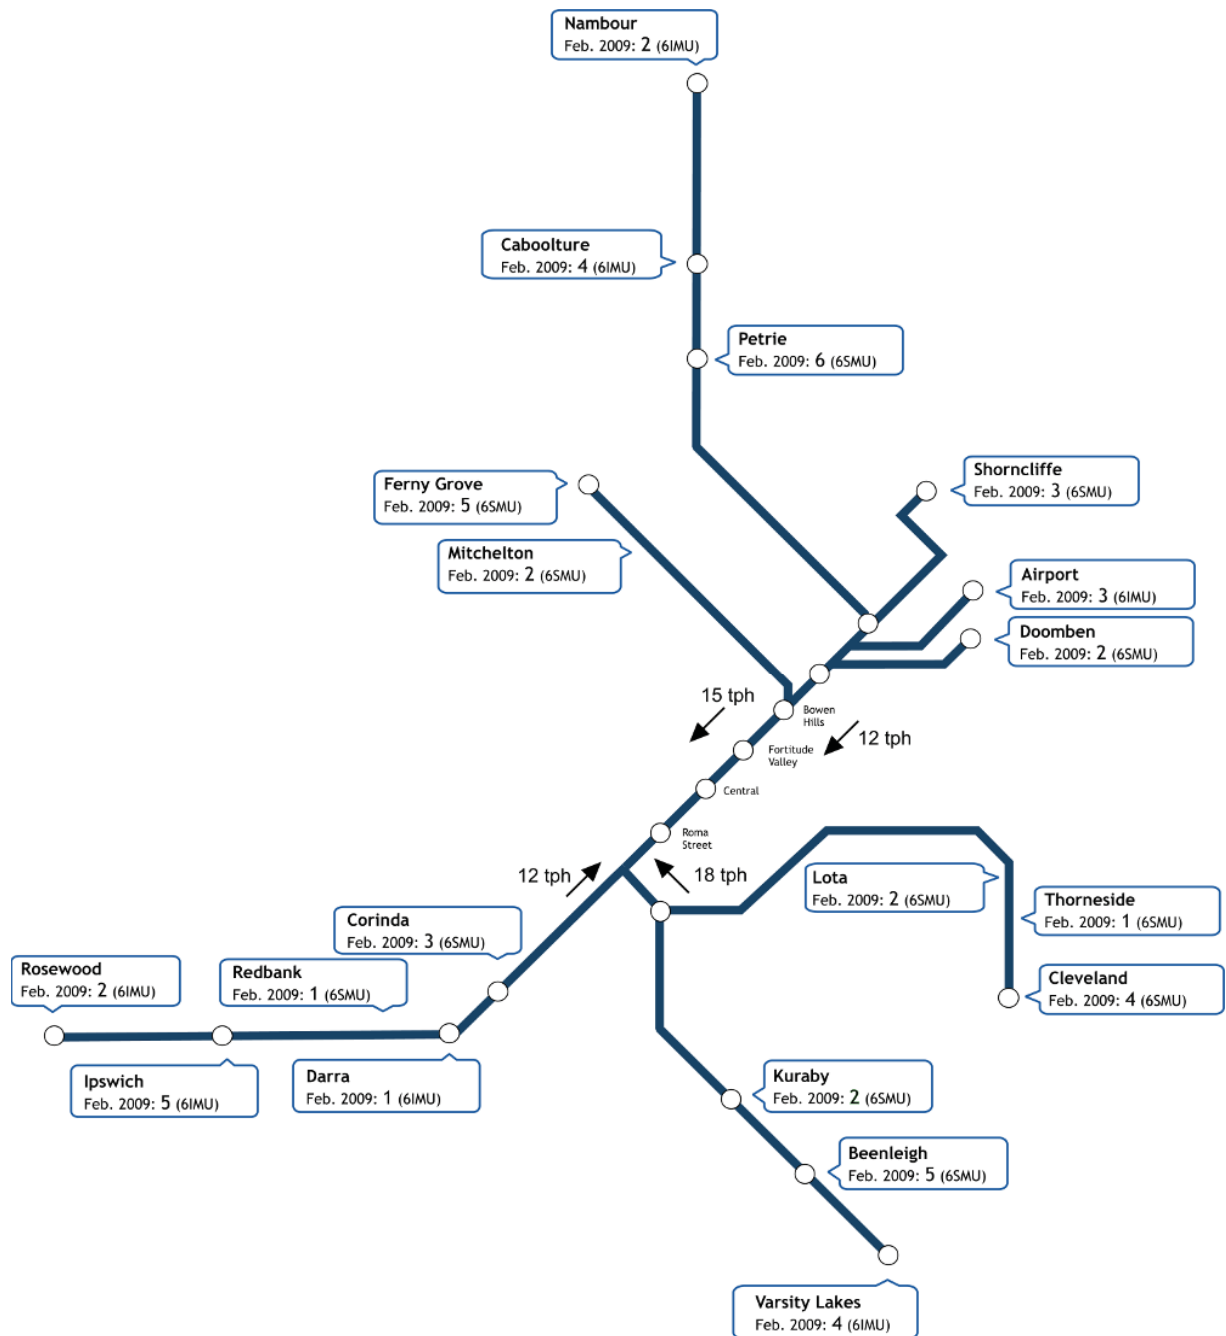 Nambour
Feb. 2009: 2 (6IMU)
Caboolture
Feb. 2009: 4 (6IMU)
Petrie
Feb. 2009: 6 (6SMU)
Shorncliffe
Feb. 2009: 3 (6SMU)
Ferny Grove
Feb. 2009: 5 (6SMU)
Mitchelton
Feb. 2009: 2 (6SMU)
Airport
Feb. 2009: 3 (6IMU)
Doomben
Feb. 2009: 2 (6SMU)
15 tph
Bowen
Hills
12 tph
Fortitude
Valley
Central
Roma
Street
12 tph
18 tph
Lota
Feb. 2009: 2 (6SMU)
Thorneside
Feb. 2009: 1 (6SMU)
Corinda
Feb. 2009: 3 (6SMU)
Rosewood
Feb. 2009: 2 (6IMU)
Redbank
Feb. 2009: 1 (6SMU)
Cleveland
Feb. 2009: 4 (6SMU)
Ipswich
Feb. 2009: 5 (6IMU)
Darra
Feb. 2009: 1 (6IMU)
Kuraby
Feb. 2009: 2 (6SMU)
Beenleigh
Feb. 2009: 5 (6SMU)
Varsity Lakes
Feb. 2009: 4 (6IMU)